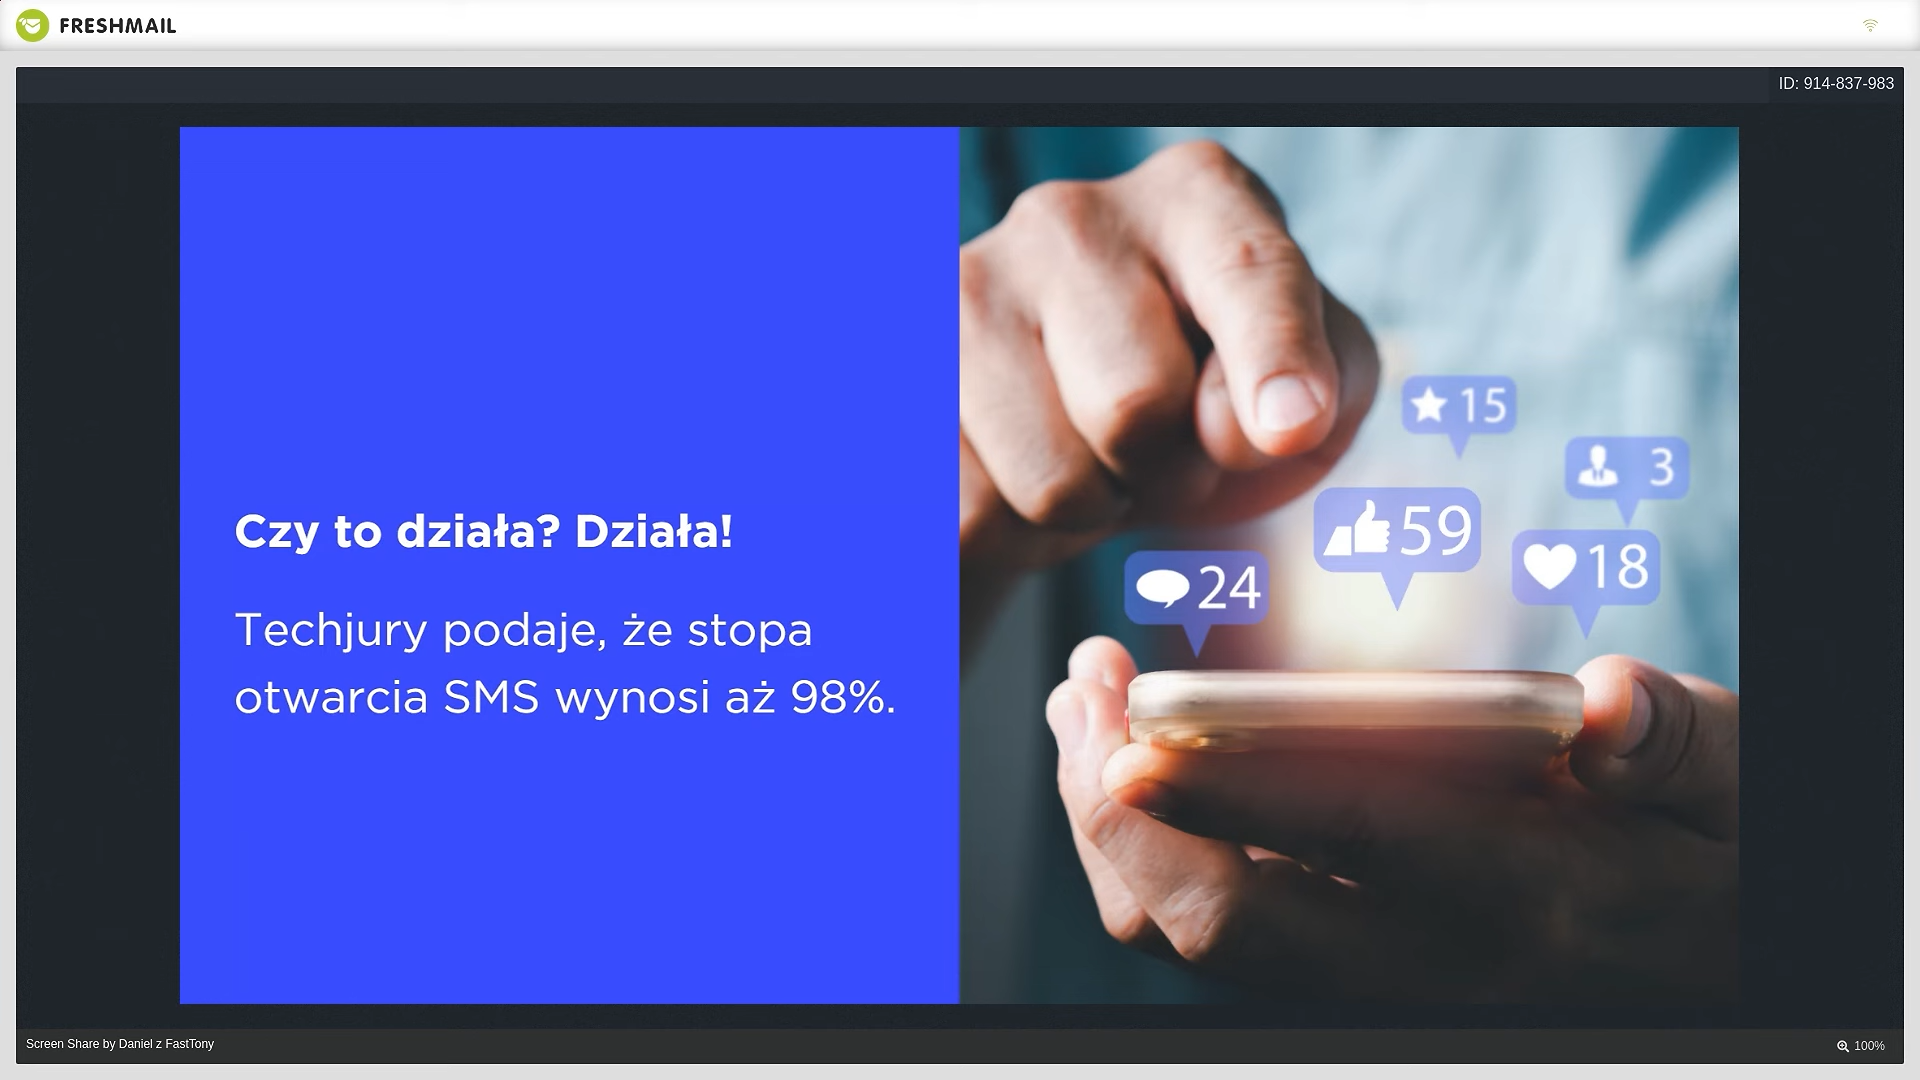 FRESHMAIL
ID: 914-837-983
Czy to działa? Działa!
Techjury podaje, że stopa
otwarcia SMS wynosi aż 98%.
15
3
59
18
24
Screen Share by Daniel z FastTony
100%